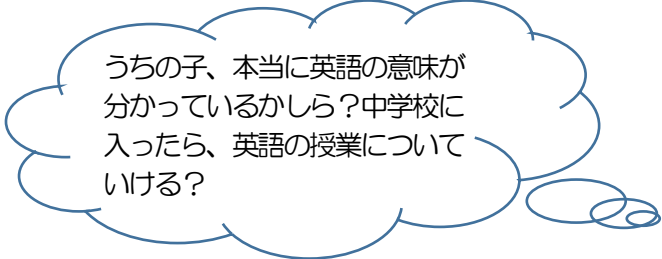 うちの子、本当に英語の意味が
分かっているかしら？中学校に
入ったら、英語の授業について
いける？